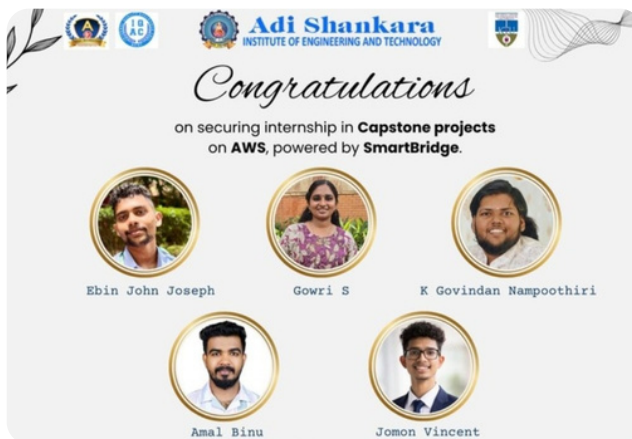 Adi Shankara
INSTITUTE OF ENGINEERING AND TECHNOLOGY
Congratulations
on securing internship in Capstone projects
on AWS, powered by SmartBridge.
Ebin John Joseph
Gowri S
K Govindan Nampoothiri
Amal Binu
Jomon Vincent